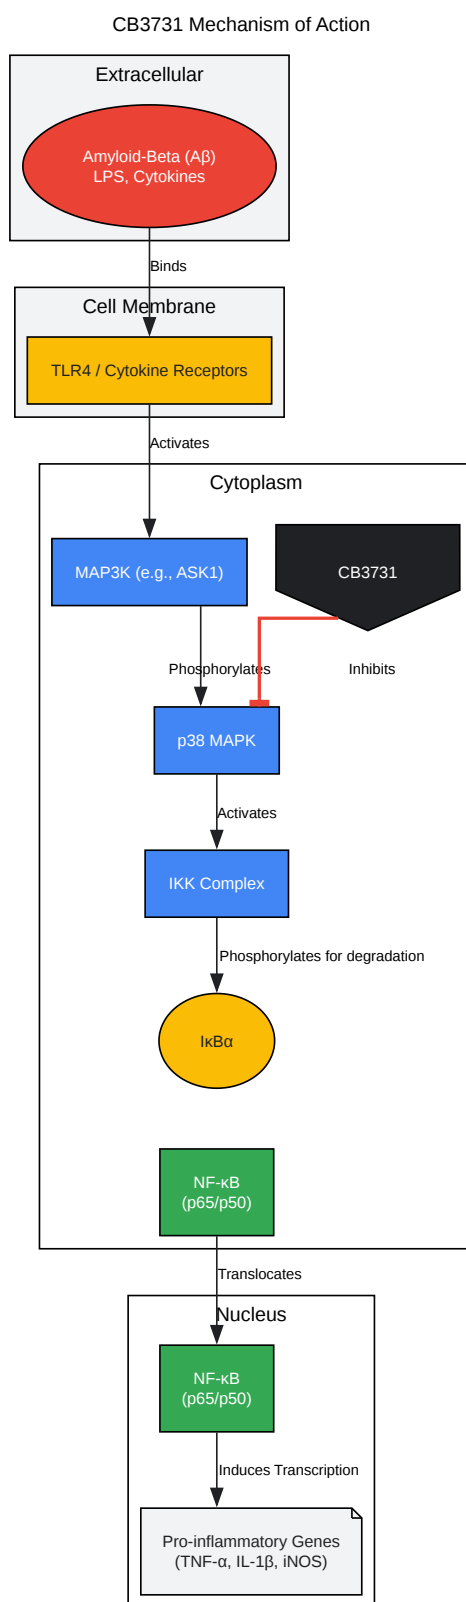 CB3731 Mechanism of Action
Extracellular
Amyloid-Beta (Aβ)
LPS, Cytokines
Binds
Cell Membrane
TLR4 / Cytokine Receptors
Activates
Cytoplasm
MAP3K (e.g., ASK1)
CB3731
Phosphorylates
Inhibits
p38 MAPK
Activates
IKK Complex
Phosphorylates for degradation
IκBα
NF-κB
(p65/p50)
Translocates
Nucleus
NF-κB
(p65/p50)
Induces Transcription
Pro-inflammatory Genes
(TNF-α, IL-1β, iNOS)